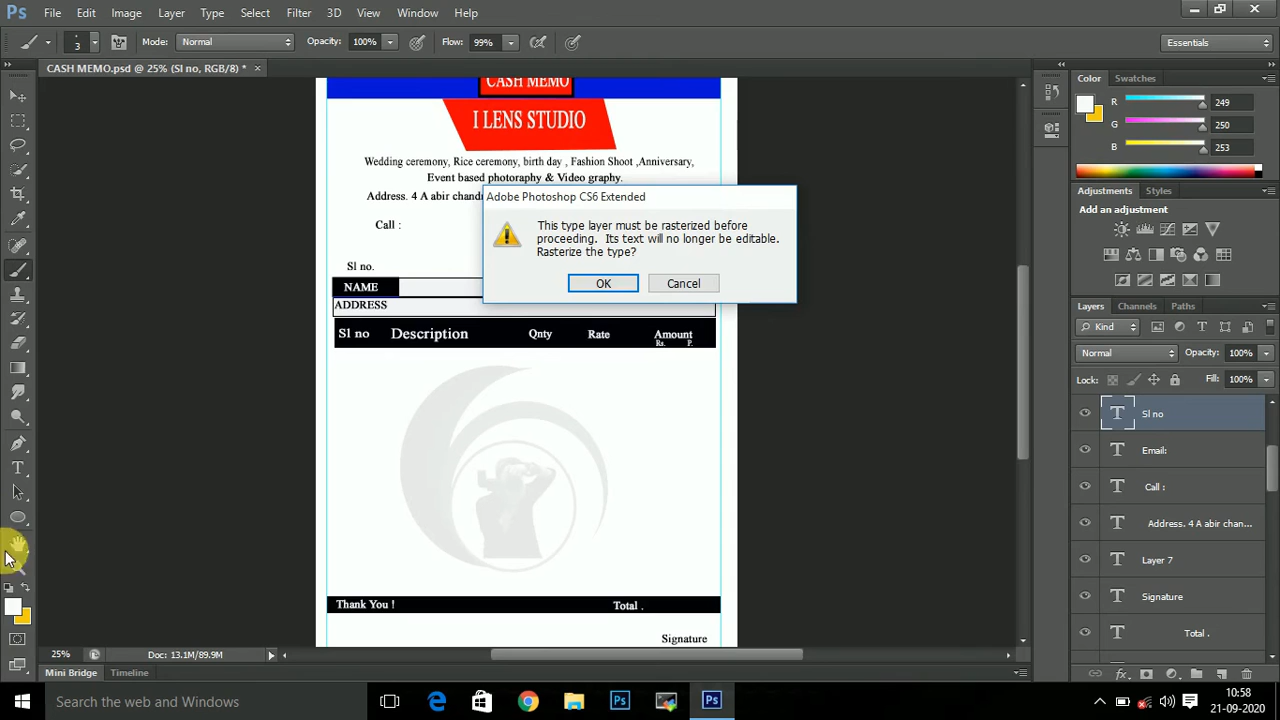 Ps File Edit Image Layer Type Select Filter 3D View Window Help
3 Mode: Normal Opacity: 100% Flow: 99% Essentials
CASH MEMO.psd @ 25% (Sl no, RGB/8) * ×
CASH MEMO
I LENS STUDIO
Wedding ceremony, Rice ceremony, birth day , Fashion Shoot ,Anniversary,
Event based photoraphy & Video graphy.
Address. 4 A abir chand
Call :
Sl no.
NAME
ADDRESS
Sl no Description Qnty Rate Amount
Rs. P.
Thank You ! Total .
Signature
Adobe Photoshop CS6 Extended
This type layer must be rasterized before
proceeding. Its text will no longer be editable.
Rasterize the type?
OK Cancel
Color Swatches
R 249
G 250
B 253
Adjustments Styles
Add an adjustment
Layers Channels Paths
Kind
Normal Opacity: 100%
Lock: Fill: 100%
T Sl no
T Email:
T Call :
T Address. 4 A abir chan...
T Layer 7
T Signature
T Total .
25% Doc: 13.1M/89.9M
Mini Bridge Timeline
Search the web and Windows
10:58
21-09-2020